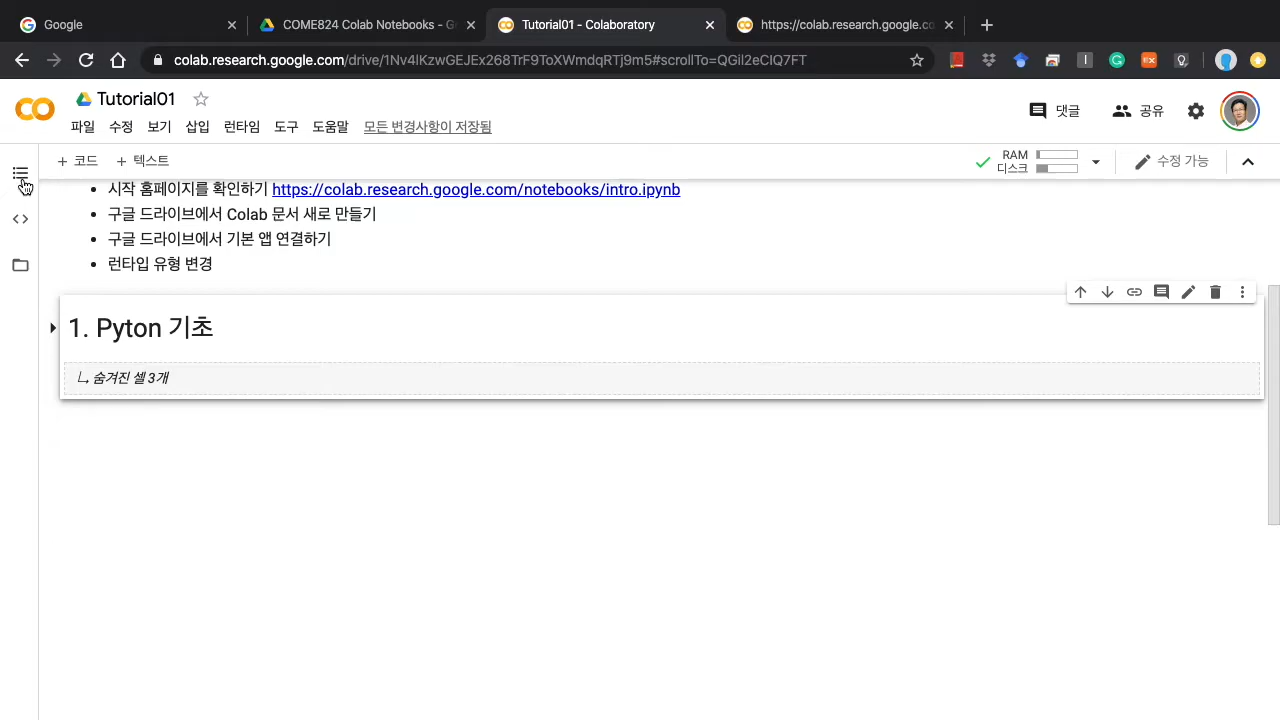 Google
COME824 Colab Notebooks - G
Tutorial01 - Colaboratory
https://colab.research.google.co
colab.research.google.com/drive/1Nv4IKzwGEJEx268TrF9ToXWmdqRTj9m5#scrollTo=QGil2eCIQ7FT
Tutorial01
댓글
공유
파일 수정 보기 삽입 런타임 도구 도움말 모든 변경사항이 저장됨
+ 코드 + 텍스트
RAM
디스크
수정 가능
시작 홈페이지를 확인하기 https://colab.research.google.com/notebooks/intro.ipynb
구글 드라이브에서 Colab 문서 새로 만들기
구글 드라이브에서 기본 앱 연결하기
런타입 유형 변경
1. Pyton 기초
숨겨진 셀 3개